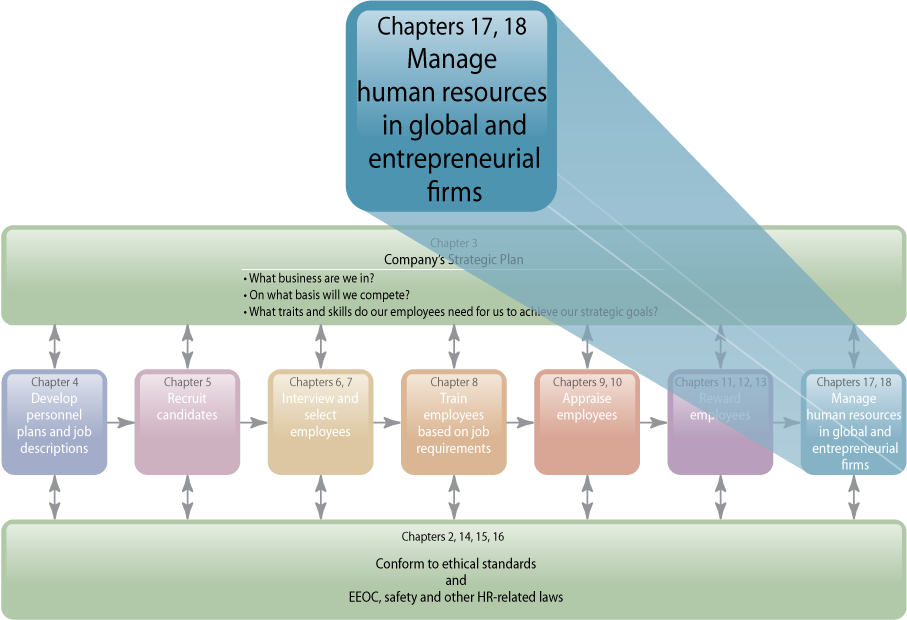 Chapters 17, 18
Manage
human resources
in global and
entrepreneurial
firms
Chapter 3
Company's Strategic Plan
• What business are we in?
• On what basis will we compete?
• What traits and skills do our employees need for us to achieve our strategic goals?
Chapter 4
Develop
personnel
plans and job
descriptions
Chapter 5
Recruit
candidates
Chapters 6, 7
Interview and
select
employees
Chapter 8
Train
employees
based on job
requirements
Chapters 9, 10
Appraise
employees
Chapters 11, 12, 13
Reward
employees
Chapters 17, 18
Manage
human resources
in global and
entrepreneurial
firms
Chapters 2, 14, 15, 16
Conform to ethical standards
and
EEOC, safety and other HR-related laws